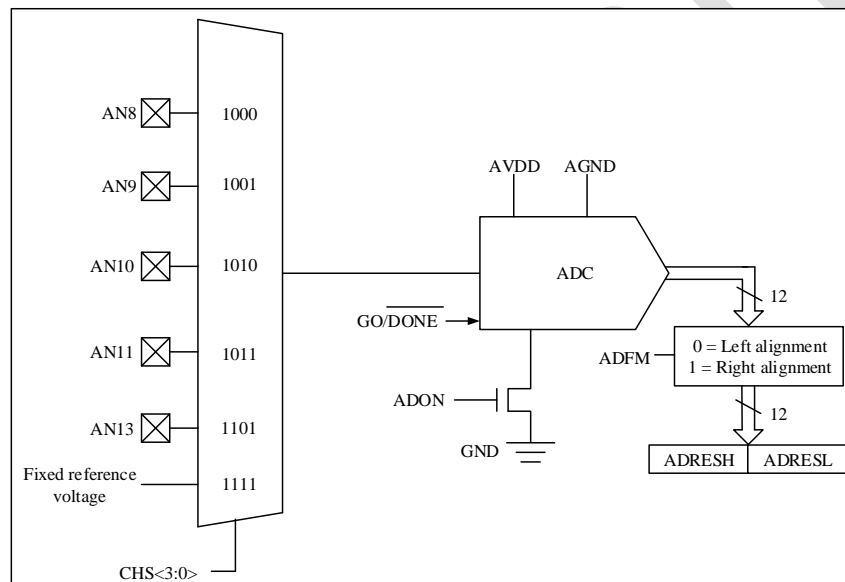 AN8
1000
AN9
1001
AN10
1010
AN11
1011
AN13
1101
Fixed reference
voltage
1111
CHS<3:0>
AVDD
AGND
ADC
GO/DONE
ADON
GND
12
ADFM
0 = Left alignment
1 = Right alignment
12
ADRESH
ADRESL